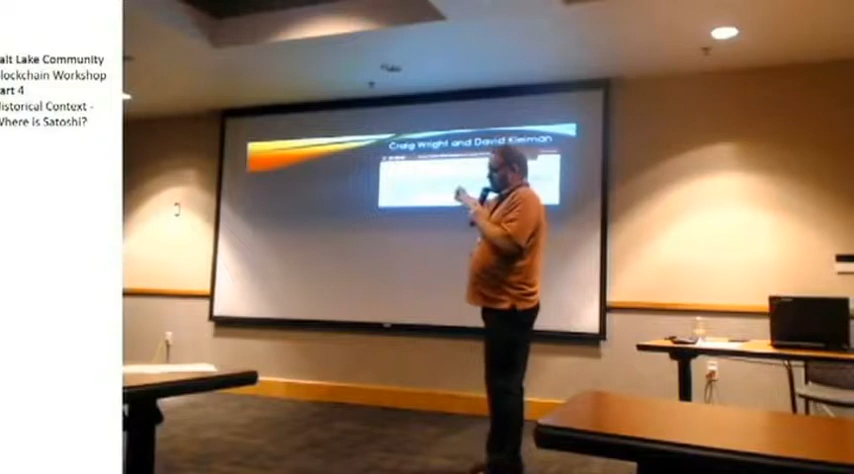 alt Lake Community
lockchain Workshop
art 4
istorical Context -
Where is Satoshi?
Craig Wright and David Kleiman